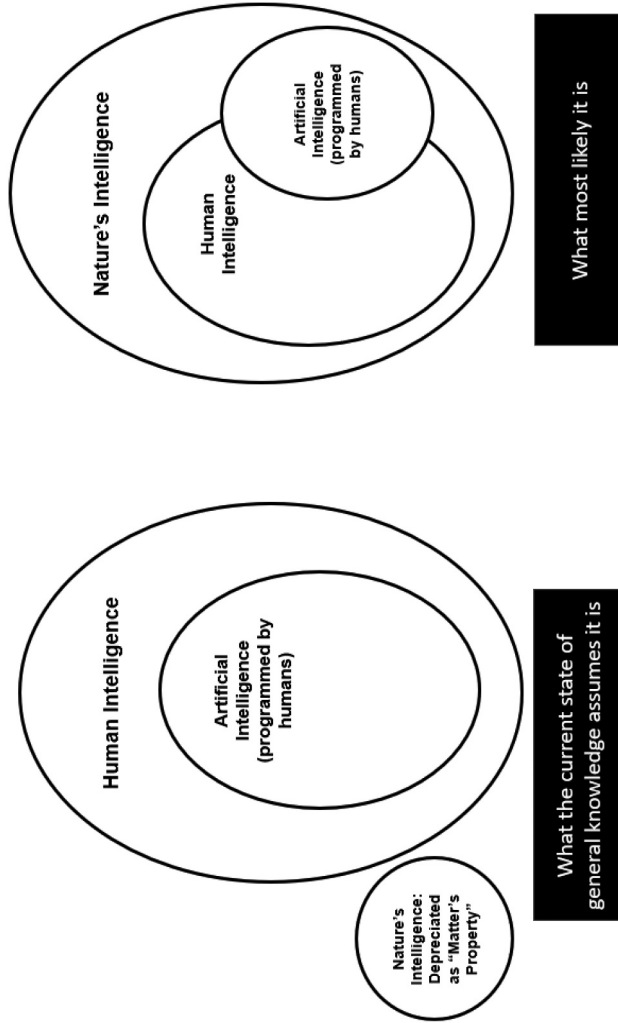 Nature's
Intelligence:
Depreciated
as “Matter's
Property”
Human Intelligence
Artificial
Intelligence
(programmed by
humans)
What the current state of
general knowledge assumes it is
Nature's Intelligence
Human
Intelligence
Artificial
Intelligence
(programmed
by humans)
What most likely it is